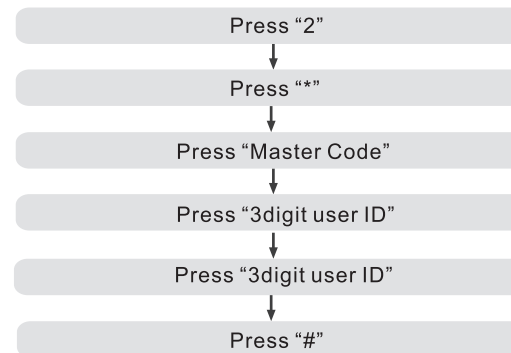 Press “2”
Press “*”
Press “Master Code”
Press “3digit user ID”
Press “3digit user ID”
Press “#”